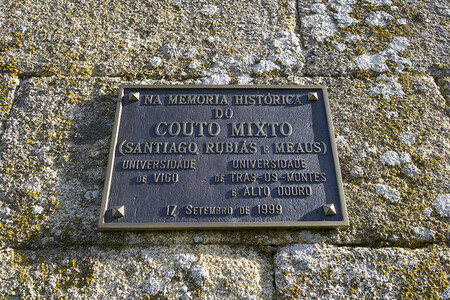 NA MEMORIA HISTÓRICA
DO
COUTO MIXTO
(SANTIAGO, RUBIÁS E MEAUS)
UNIVERSIDADE
DE VIGO
UNIVERSIDADE
DE TRAS-OS-MONTES
E ALTO DOURO
17 SETEMBRO DE 1999